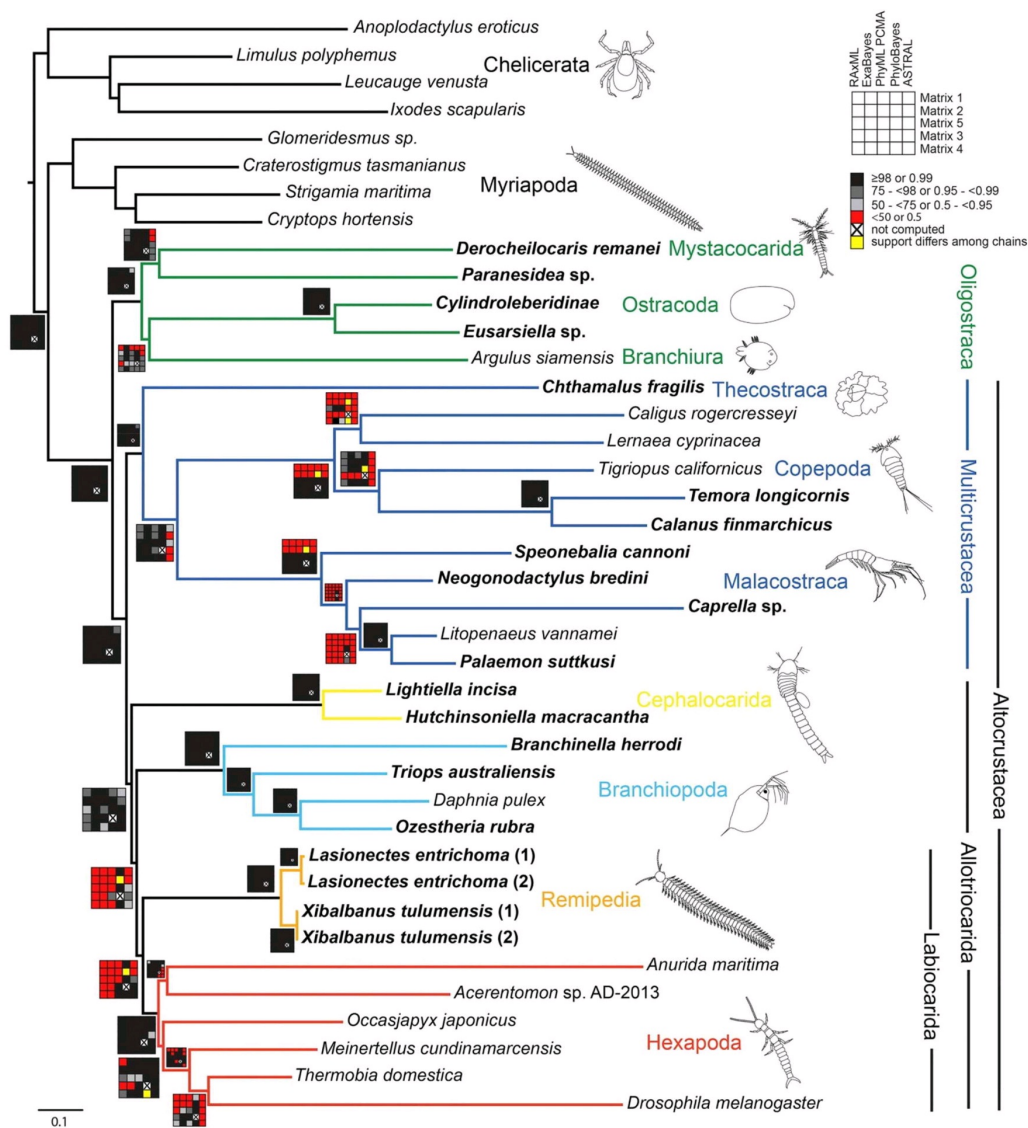 Anoplodactylus eroticus
Limulus polyphemus
Chelicerata
Leucauge venusta
Ixodes scapularis
RAxML
ExaBayes
PhyML PCMA
PhyloBayes
ASTRAL
Matrix 1
Matrix 2
Matrix 5
Matrix 3
Matrix 4
≥98 or 0.99
75 - <98 or 0.95 - <0.99
50 - <75 or 0.5 - <0.95
<50 or 0.5
not computed
support differs among chains
Glomeridesmus sp.
Craterostigmus tasmanianus
Myriapoda
Strigamia maritima
Cryptops hortensis
Derocheilocaris remanei
Mystacocarida
Paranesidea sp.
Cylindroleberidinae
Ostracoda
Eusarsiella sp.
Argulus siamensis
Branchiura
Oligostraca
Chthamalus fragilis
Thecostraca
Caligus rogercresseyi
Lernaea cyprinacea
Tigriopus californicus
Copepoda
Temora longicornis
Calanus finmarchicus
Multicrustacea
Speonebalia cannoni
Neogonodactylus bredini
Malacostraca
Caprella sp.
Litopenaeus vannamei
Palaemon suttkusi
Lightiella incisa
Cephalocarida
Hutchinsoniella macracantha
Altocrustacea
Branchinella herrodi
Triops australiensis
Branchiopoda
Daphnia pulex
Ozestheria rubra
Allotriocarida
Lasionectes entrichoma (1)
Lasionectes entrichoma (2)
Remipedia
Xibalbanus tulumensis (1)
Xibalbanus tulumensis (2)
Labiocarida
Anurida maritima
Acerentomon sp. AD-2013
Occasjapyx japonicus
Hexapoda
Meinertellus cundinamarcensis
Thermobia domestica
Drosophila melanogaster
0.1